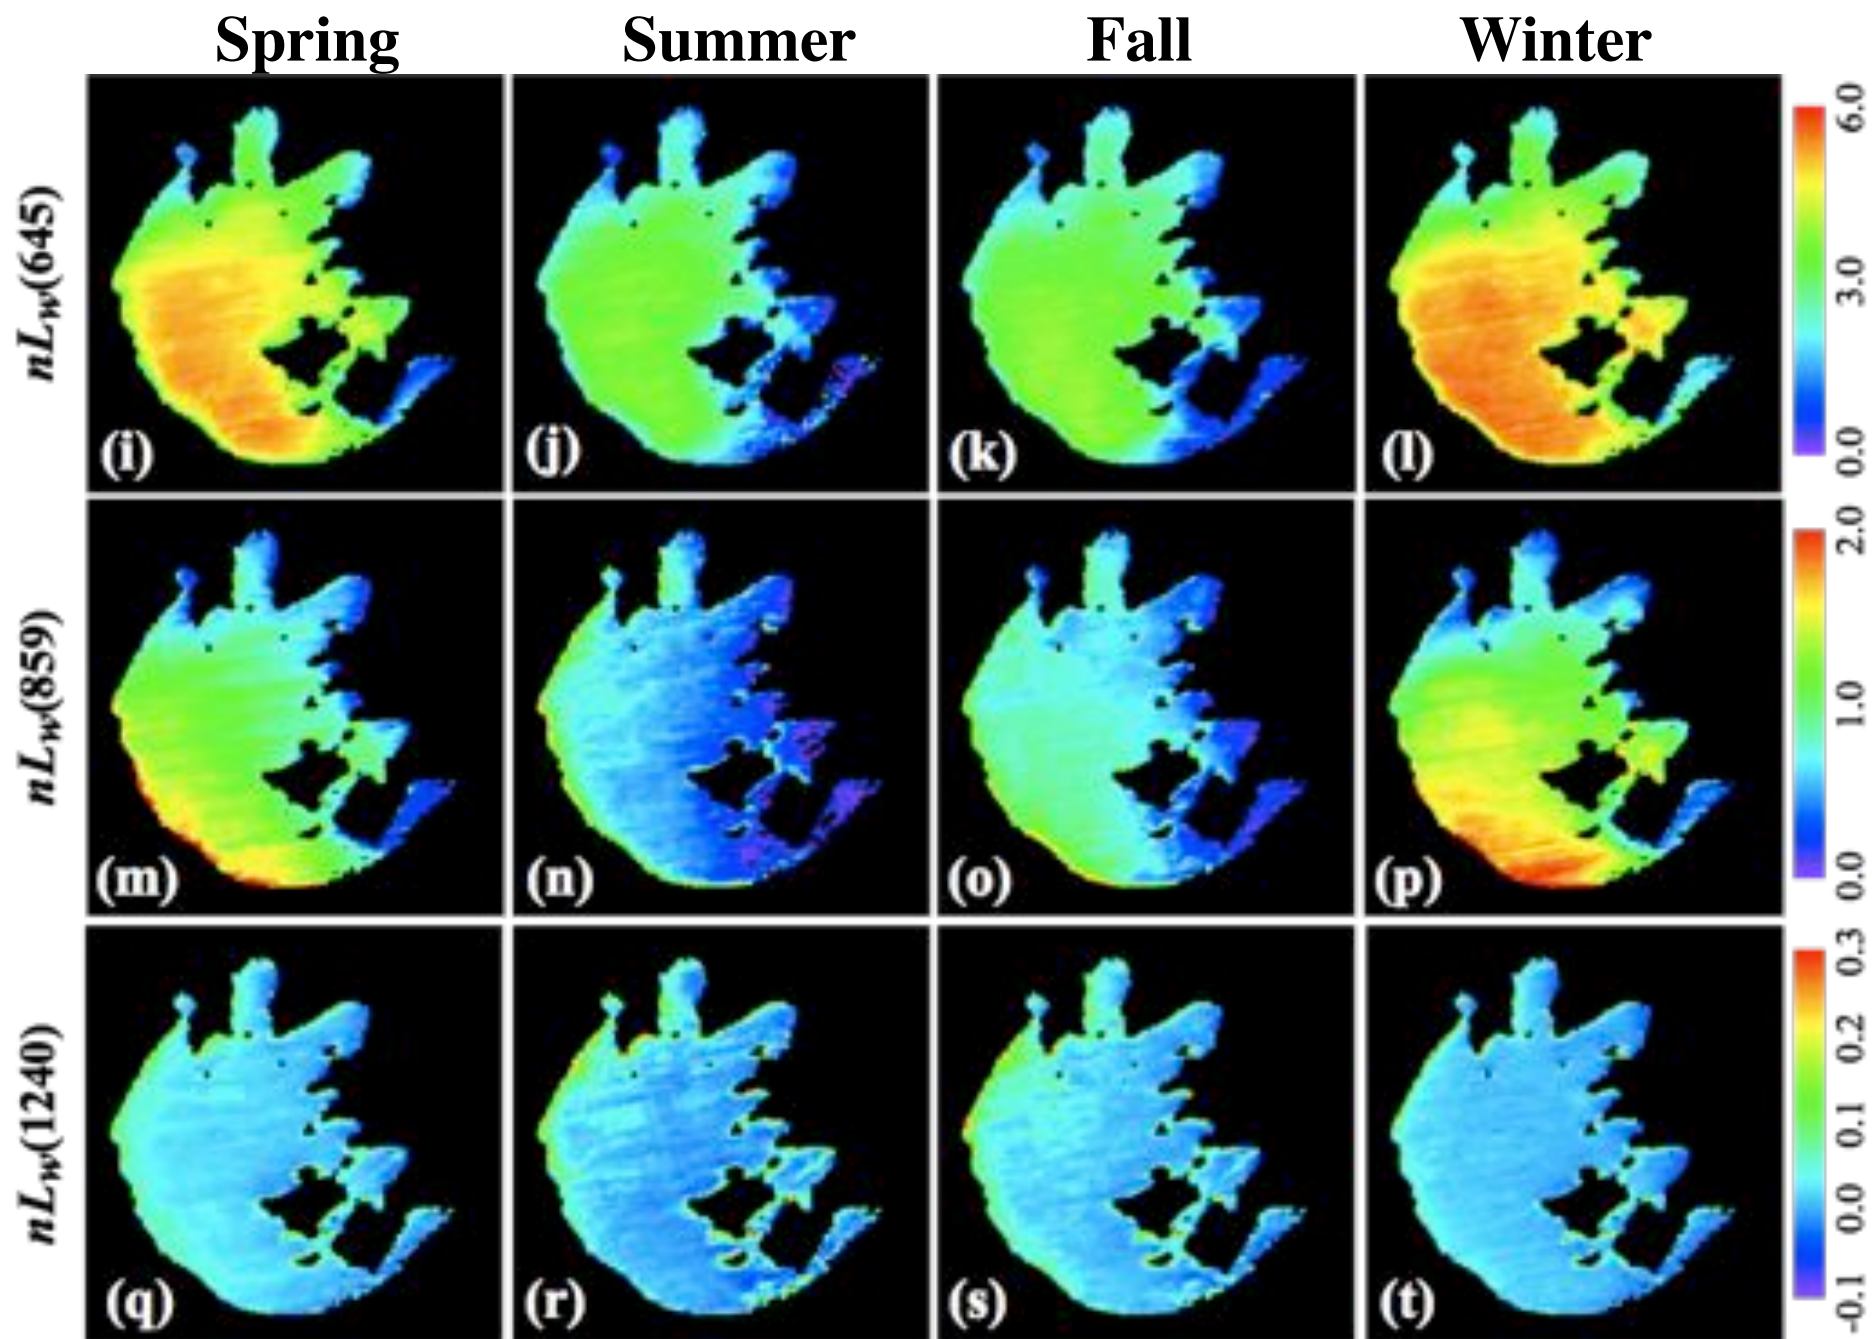 Spring Summer Fall Winter
nLw(645)
(i) (j) (k) (l)
6.0
3.0
0.0
nLw(859)
(m) (n) (o) (p)
2.0
1.0
0.0
nLw(1240)
(q) (r) (s) (t)
0.3
0.2
0.1
0.0
-0.1